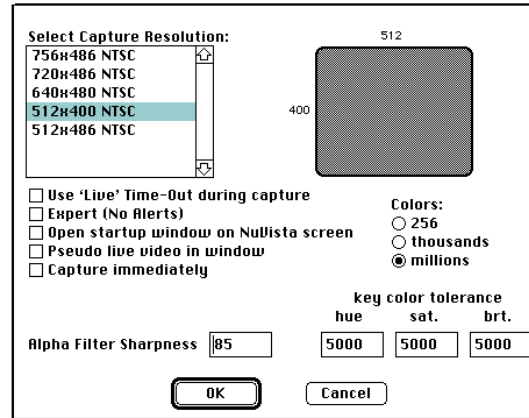 Select Capture Resolution:
756x486 NTSC
720x486 NTSC
640x480 NTSC
512x400 NTSC
512x486 NTSC
512
400
Use ‘Live’ Time-Out during capture
Expert (No Alerts)
Open startup window on NuVista screen
Pseudo live video in window
Capture immediately
Colors:
256
thousands
millions
key color tolerance
hue sat. brt.
Alpha Filter Sharpness 85 5000 5000 5000
OK Cancel